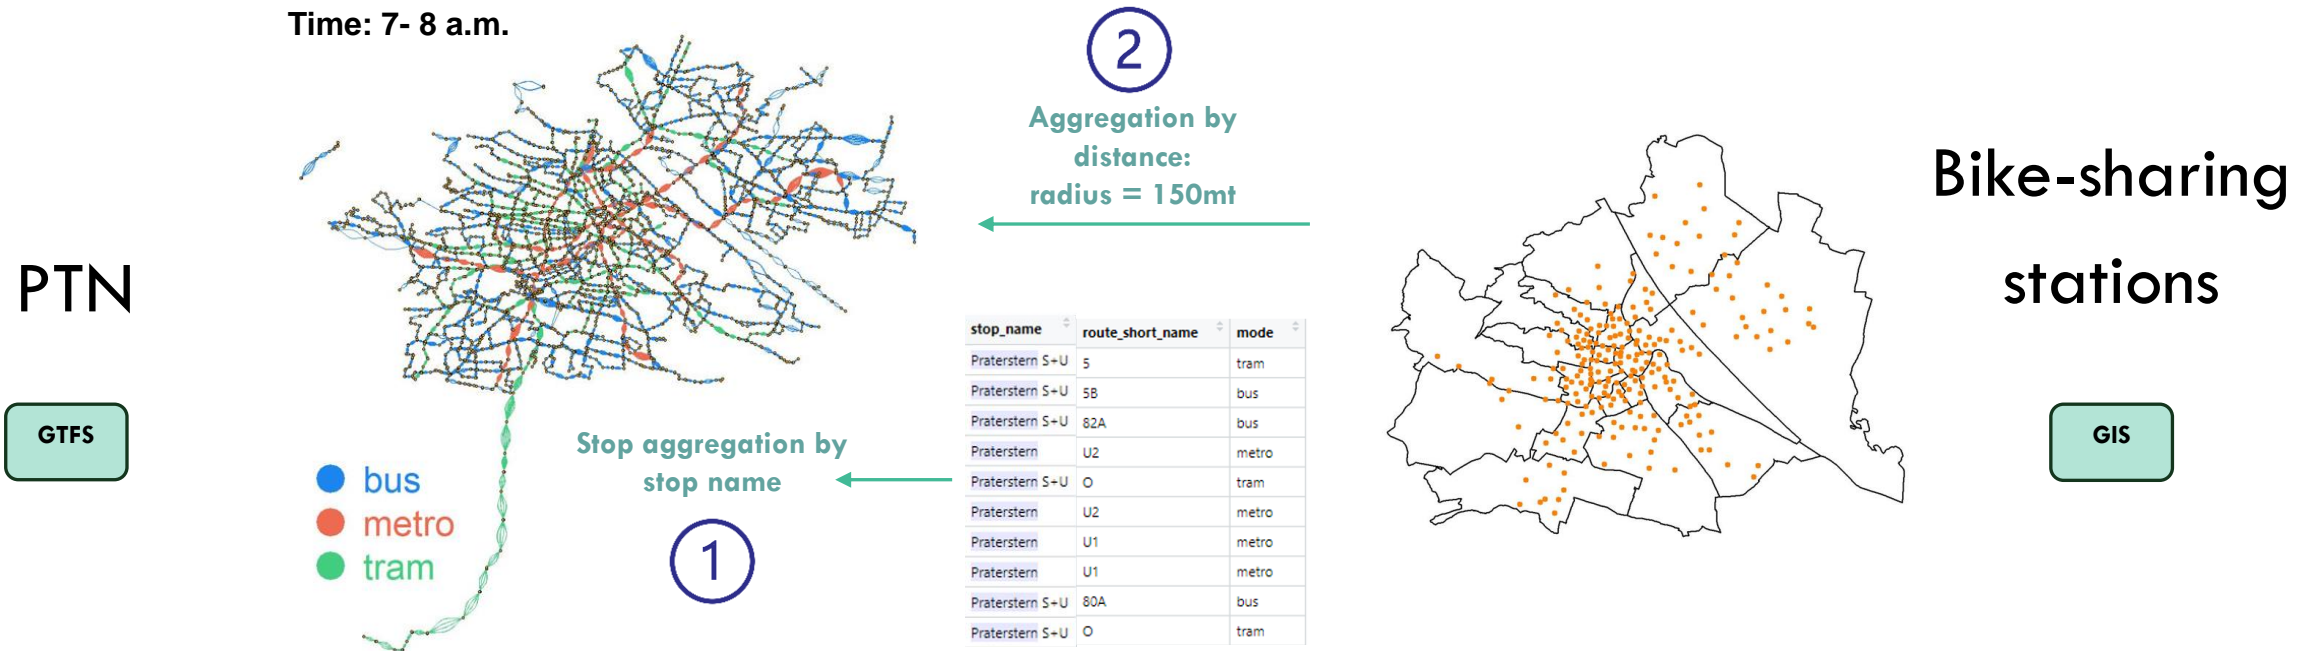 Time: 7- 8 a.m.
PTN
GTFS
bus
metro
tram
Stop aggregation by
stop name
1
2
Aggregation by
distance:
radius = 150mt
stop_name route_short_name mode
Praterstern S+U 5 tram
Praterstern S+U 5B bus
Praterstern S+U 82A bus
Praterstern U2 metro
Praterstern S+U O tram
Praterstern U2 metro
Praterstern U1 metro
Praterstern U1 metro
Praterstern S+U 80A bus
Praterstern S+U O tram
Bike-sharing
stations
GIS